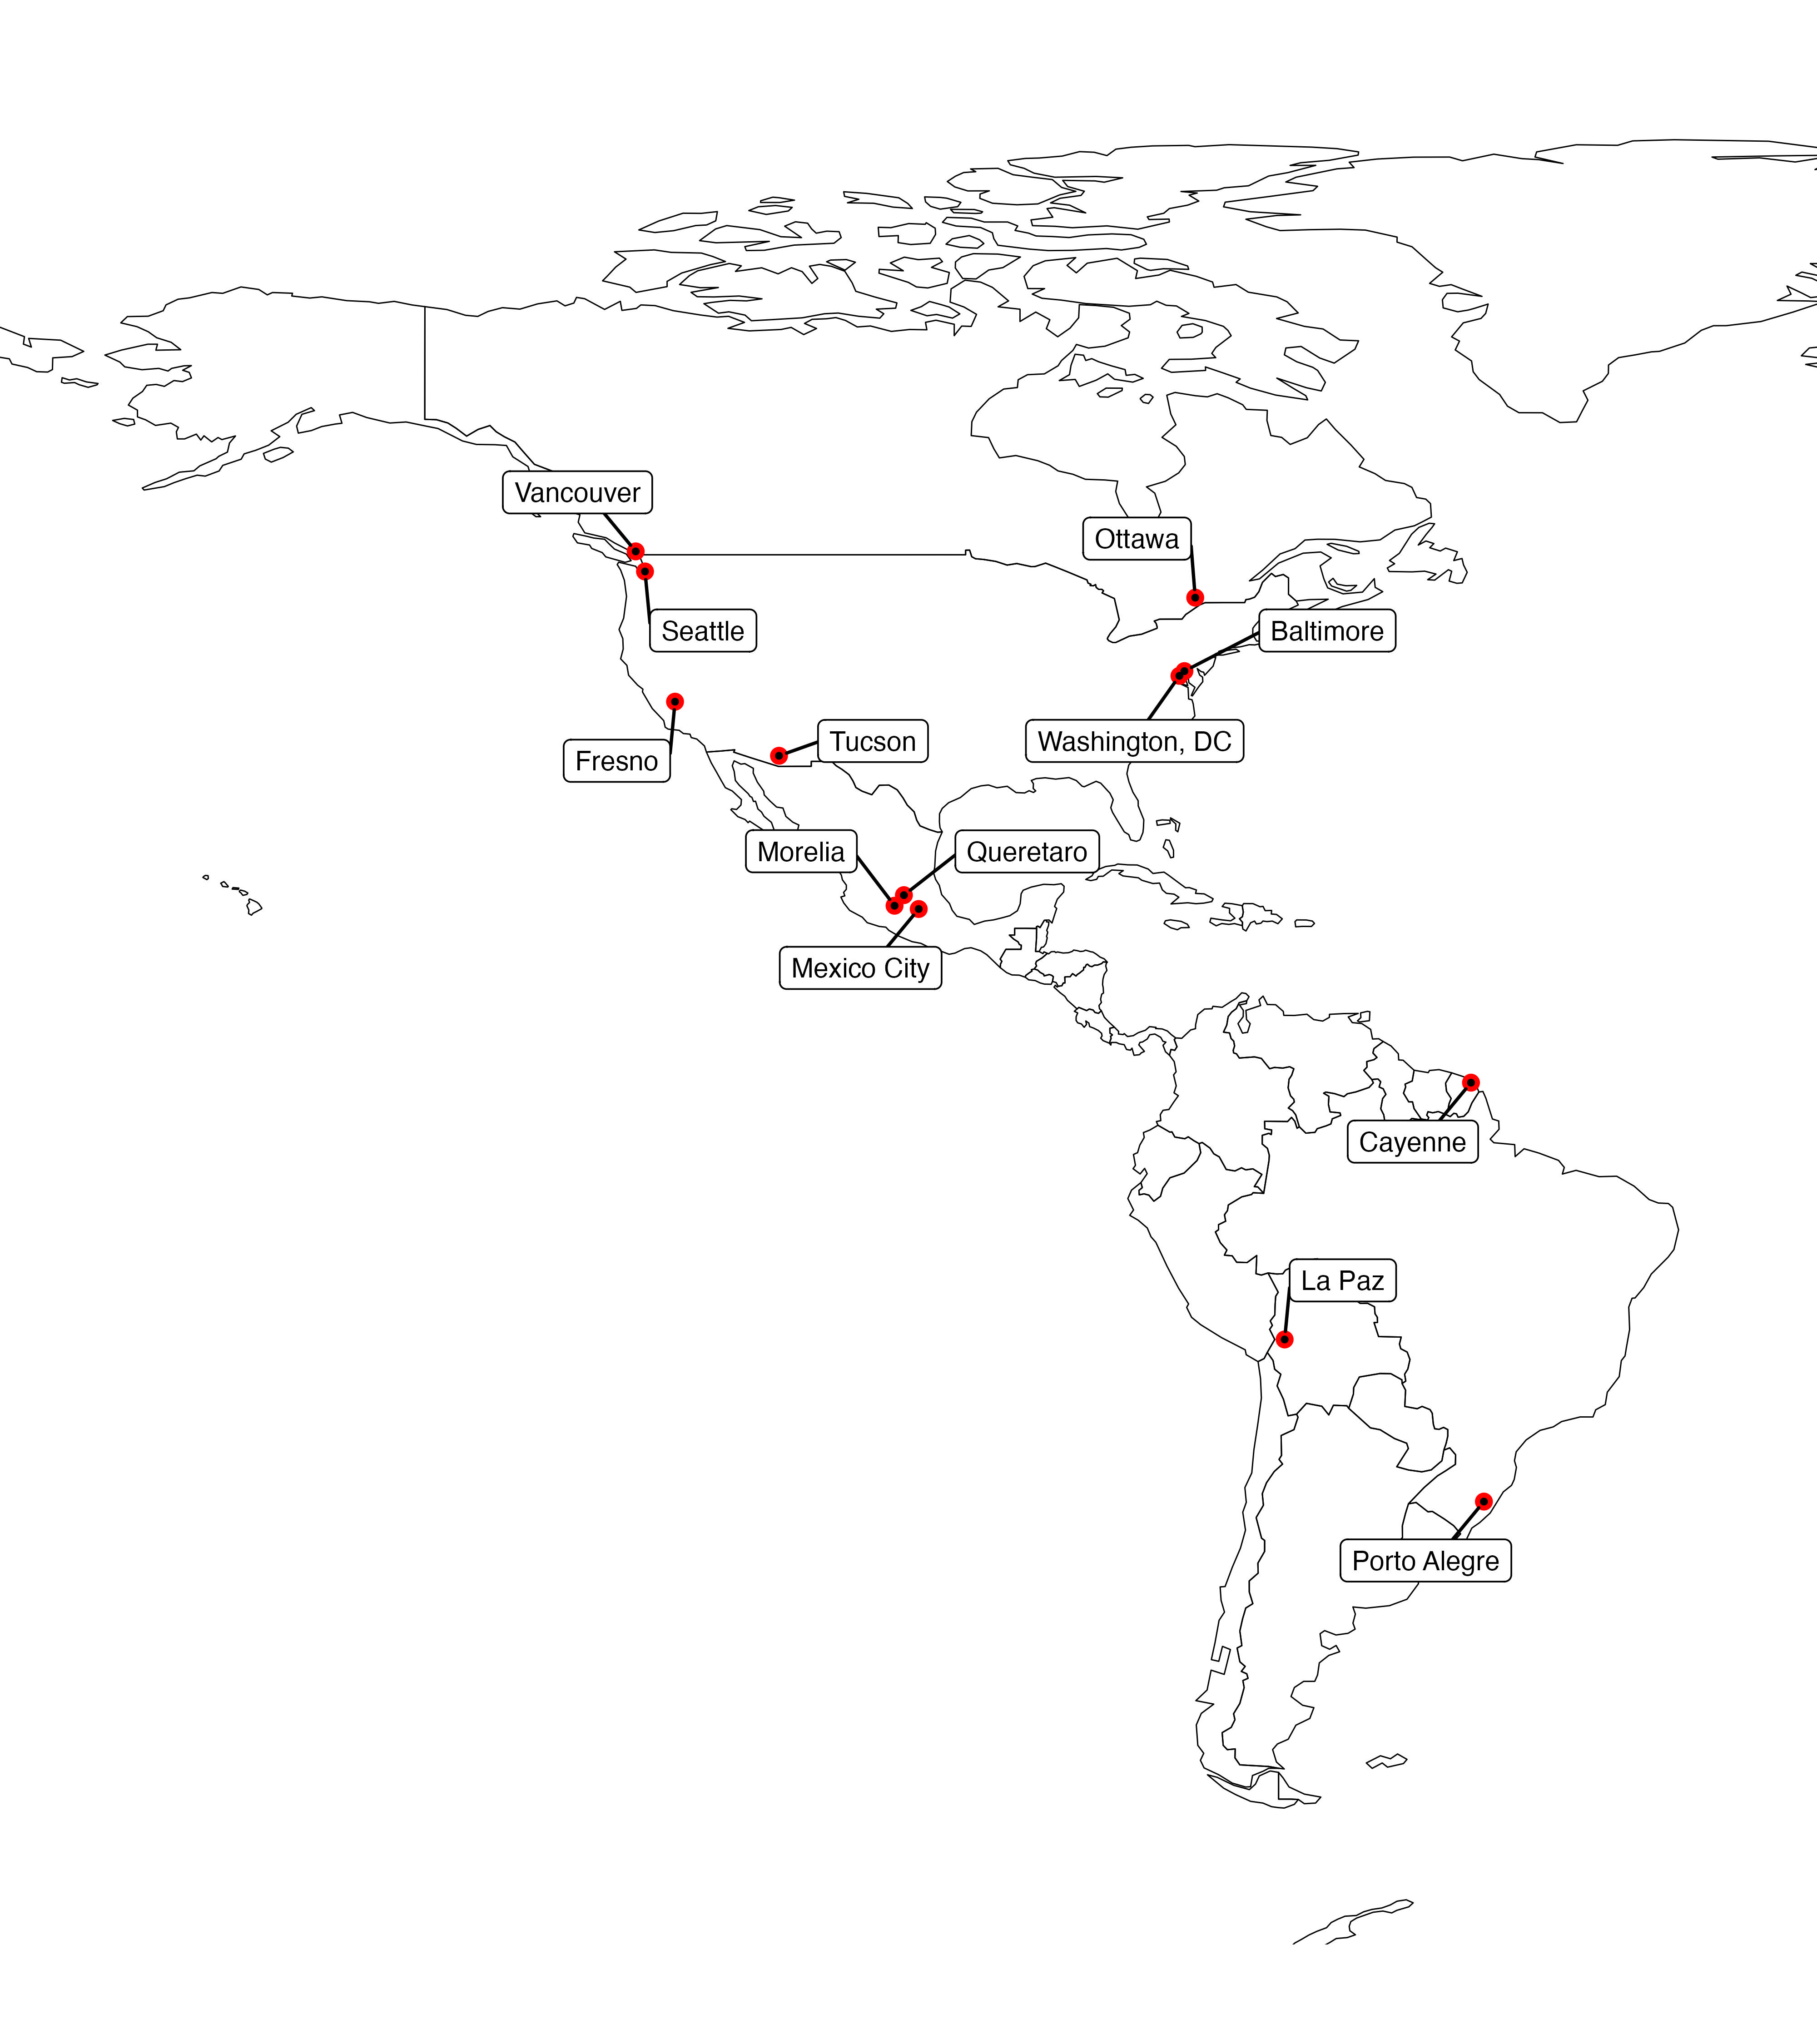 Vancouver
Ottawa
Seattle
Baltimore
Tucson
Washington, DC
Fresno
Morelia
Queretaro
Mexico City
Cayenne
La Paz
Porto Alegre